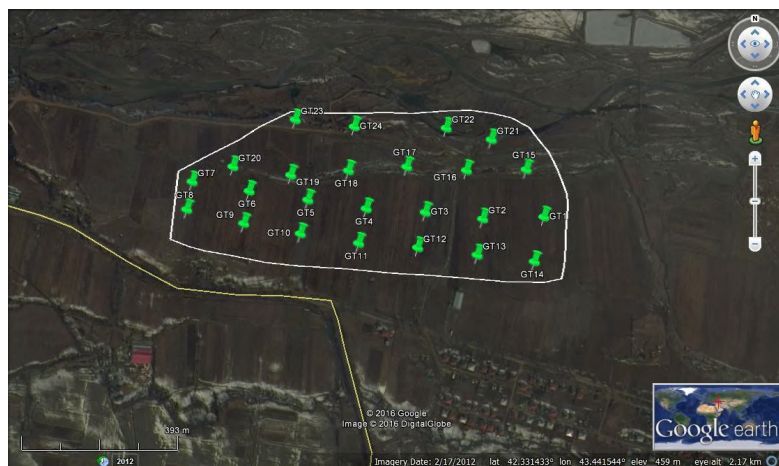 N
GT23
GT24
GT22
GT21
GT20
GT17
GT15
GT7
GT19
GT18
GT16
GT8
GT6
GT5
GT4
GT3
GT2
GT1
GT9
GT10
GT11
GT12
GT13
GT14
© 2016 Google
Image © 2016 DigitalGlobe
393 m
2012
Google earth
Imagery Date: 2/17/2012 lat 42.331433° lon 43.441544° elev 459 m eye alt 2.17 km